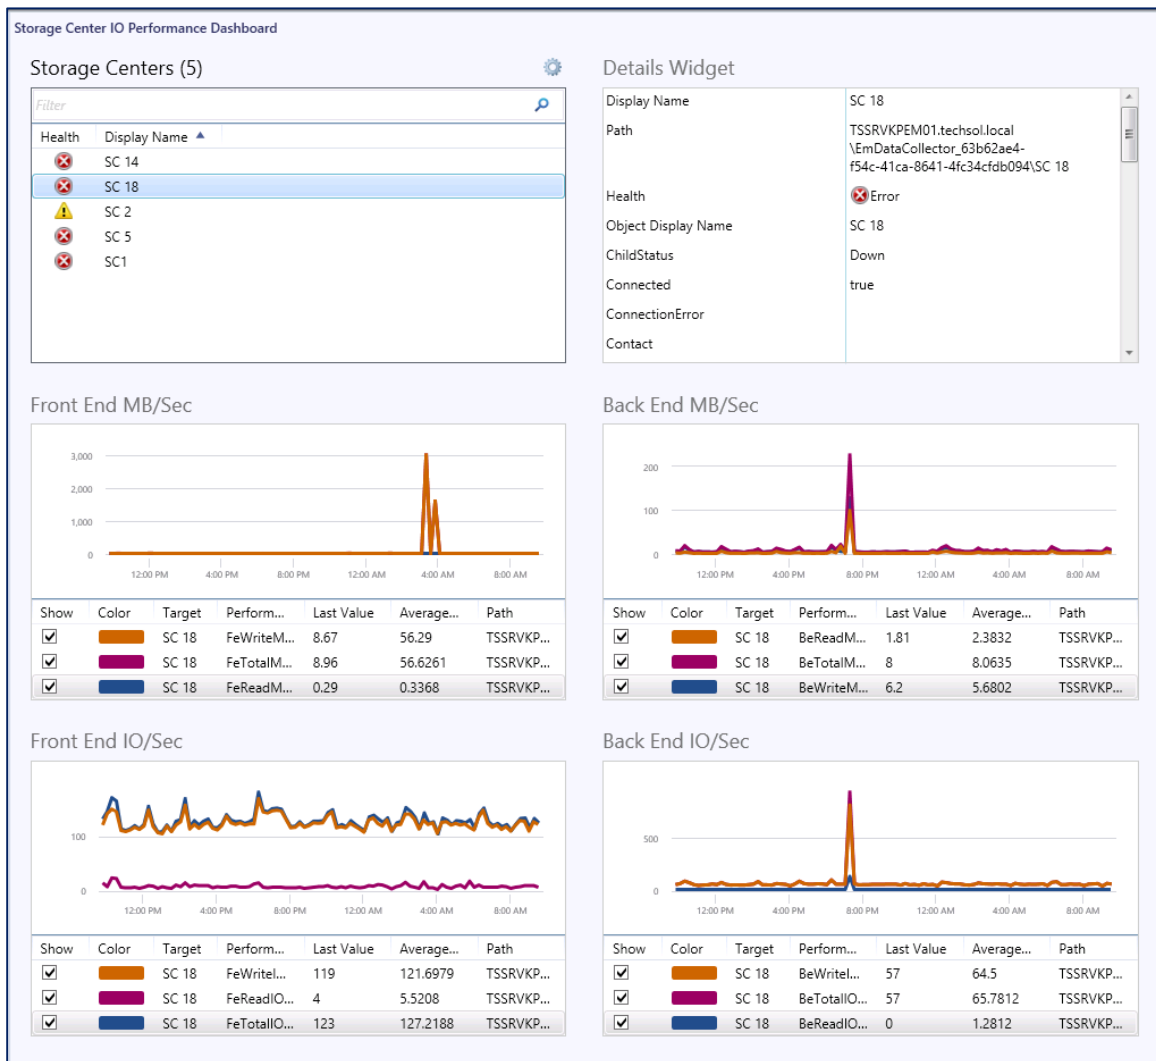 Storage Center IO Performance Dashboard
Storage Centers (5)
Filter
Health Display Name
SC 14
SC 18
SC 2
SC 5
SC1
Details Widget
Display Name SC 18
Path TSSRVKPEM01.techsol.local
\EmDataCollector_63b62ae4-
f54c-41ca-8641-4fc34cfdb094\SC 18
Health Error
Object Display Name SC 18
ChildStatus Down
Connected true
ConnectionError
Contact
Front End MB/Sec
3,000
2,000
1,000
0
12:00 PM 4:00 PM 8:00 PM 12:00 AM 4:00 AM 8:00 AM
Show Color Target Perform... Last Value Average... Path
SC 18 FeWriteM... 8.67 56.29 TSSRVKP...
SC 18 FeTotalM... 8.96 56.6261 TSSRVKP...
SC 18 FeReadM... 0.29 0.3368 TSSRVKP...
Back End MB/Sec
200
100
0
12:00 PM 4:00 PM 8:00 PM 12:00 AM 4:00 AM 8:00 AM
Show Color Target Perform... Last Value Average... Path
SC 18 BeReadM... 1.81 2.3832 TSSRVKP...
SC 18 BeTotalM... 8 8.0635 TSSRVKP...
SC 18 BeWriteM... 6.2 5.6802 TSSRVKP...
Front End IO/Sec
100
0
12:00 PM 4:00 PM 8:00 PM 12:00 AM 4:00 AM 8:00 AM
Show Color Target Perform... Last Value Average... Path
SC 18 FeWriteI... 119 121.6979 TSSRVKP...
SC 18 FeReadIO... 4 5.5208 TSSRVKP...
SC 18 FeTotalIO... 123 127.2188 TSSRVKP...
Back End IO/Sec
500
0
12:00 PM 4:00 PM 8:00 PM 12:00 AM 4:00 AM 8:00 AM
Show Color Target Perform... Last Value Average... Path
SC 18 BeWriteI... 57 64.5 TSSRVKP...
SC 18 BeTotalIO... 57 65.7812 TSSRVKP...
SC 18 BeReadIO... 0 1.2812 TSSRVKP...